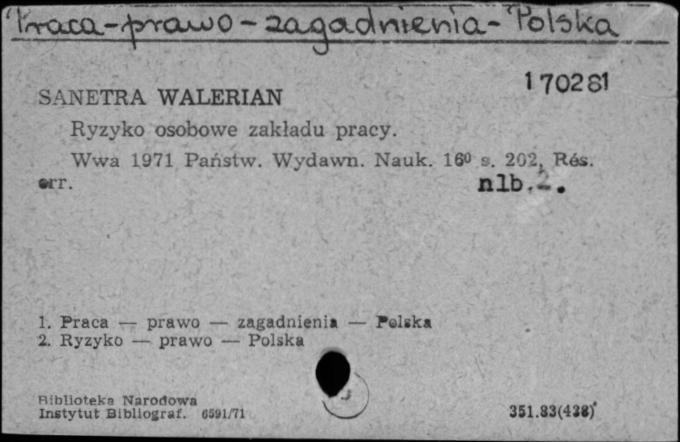 Praca-prawo-zagadnienia-Polska
170281
SANETRA WALERIAN
Ryzyko osobowe zakładu pracy.
Wwa 1971 Państw. Wydawn. Nauk. 16⁰ s. 202, Rés.
err. nlb. 2.
1. Praca — prawo — zagadnienia — Polska
2. Ryzyko — prawo — Polska
Biblioteka Narodowa
Instytut Bibliograf. 6591/71
351.83(438)